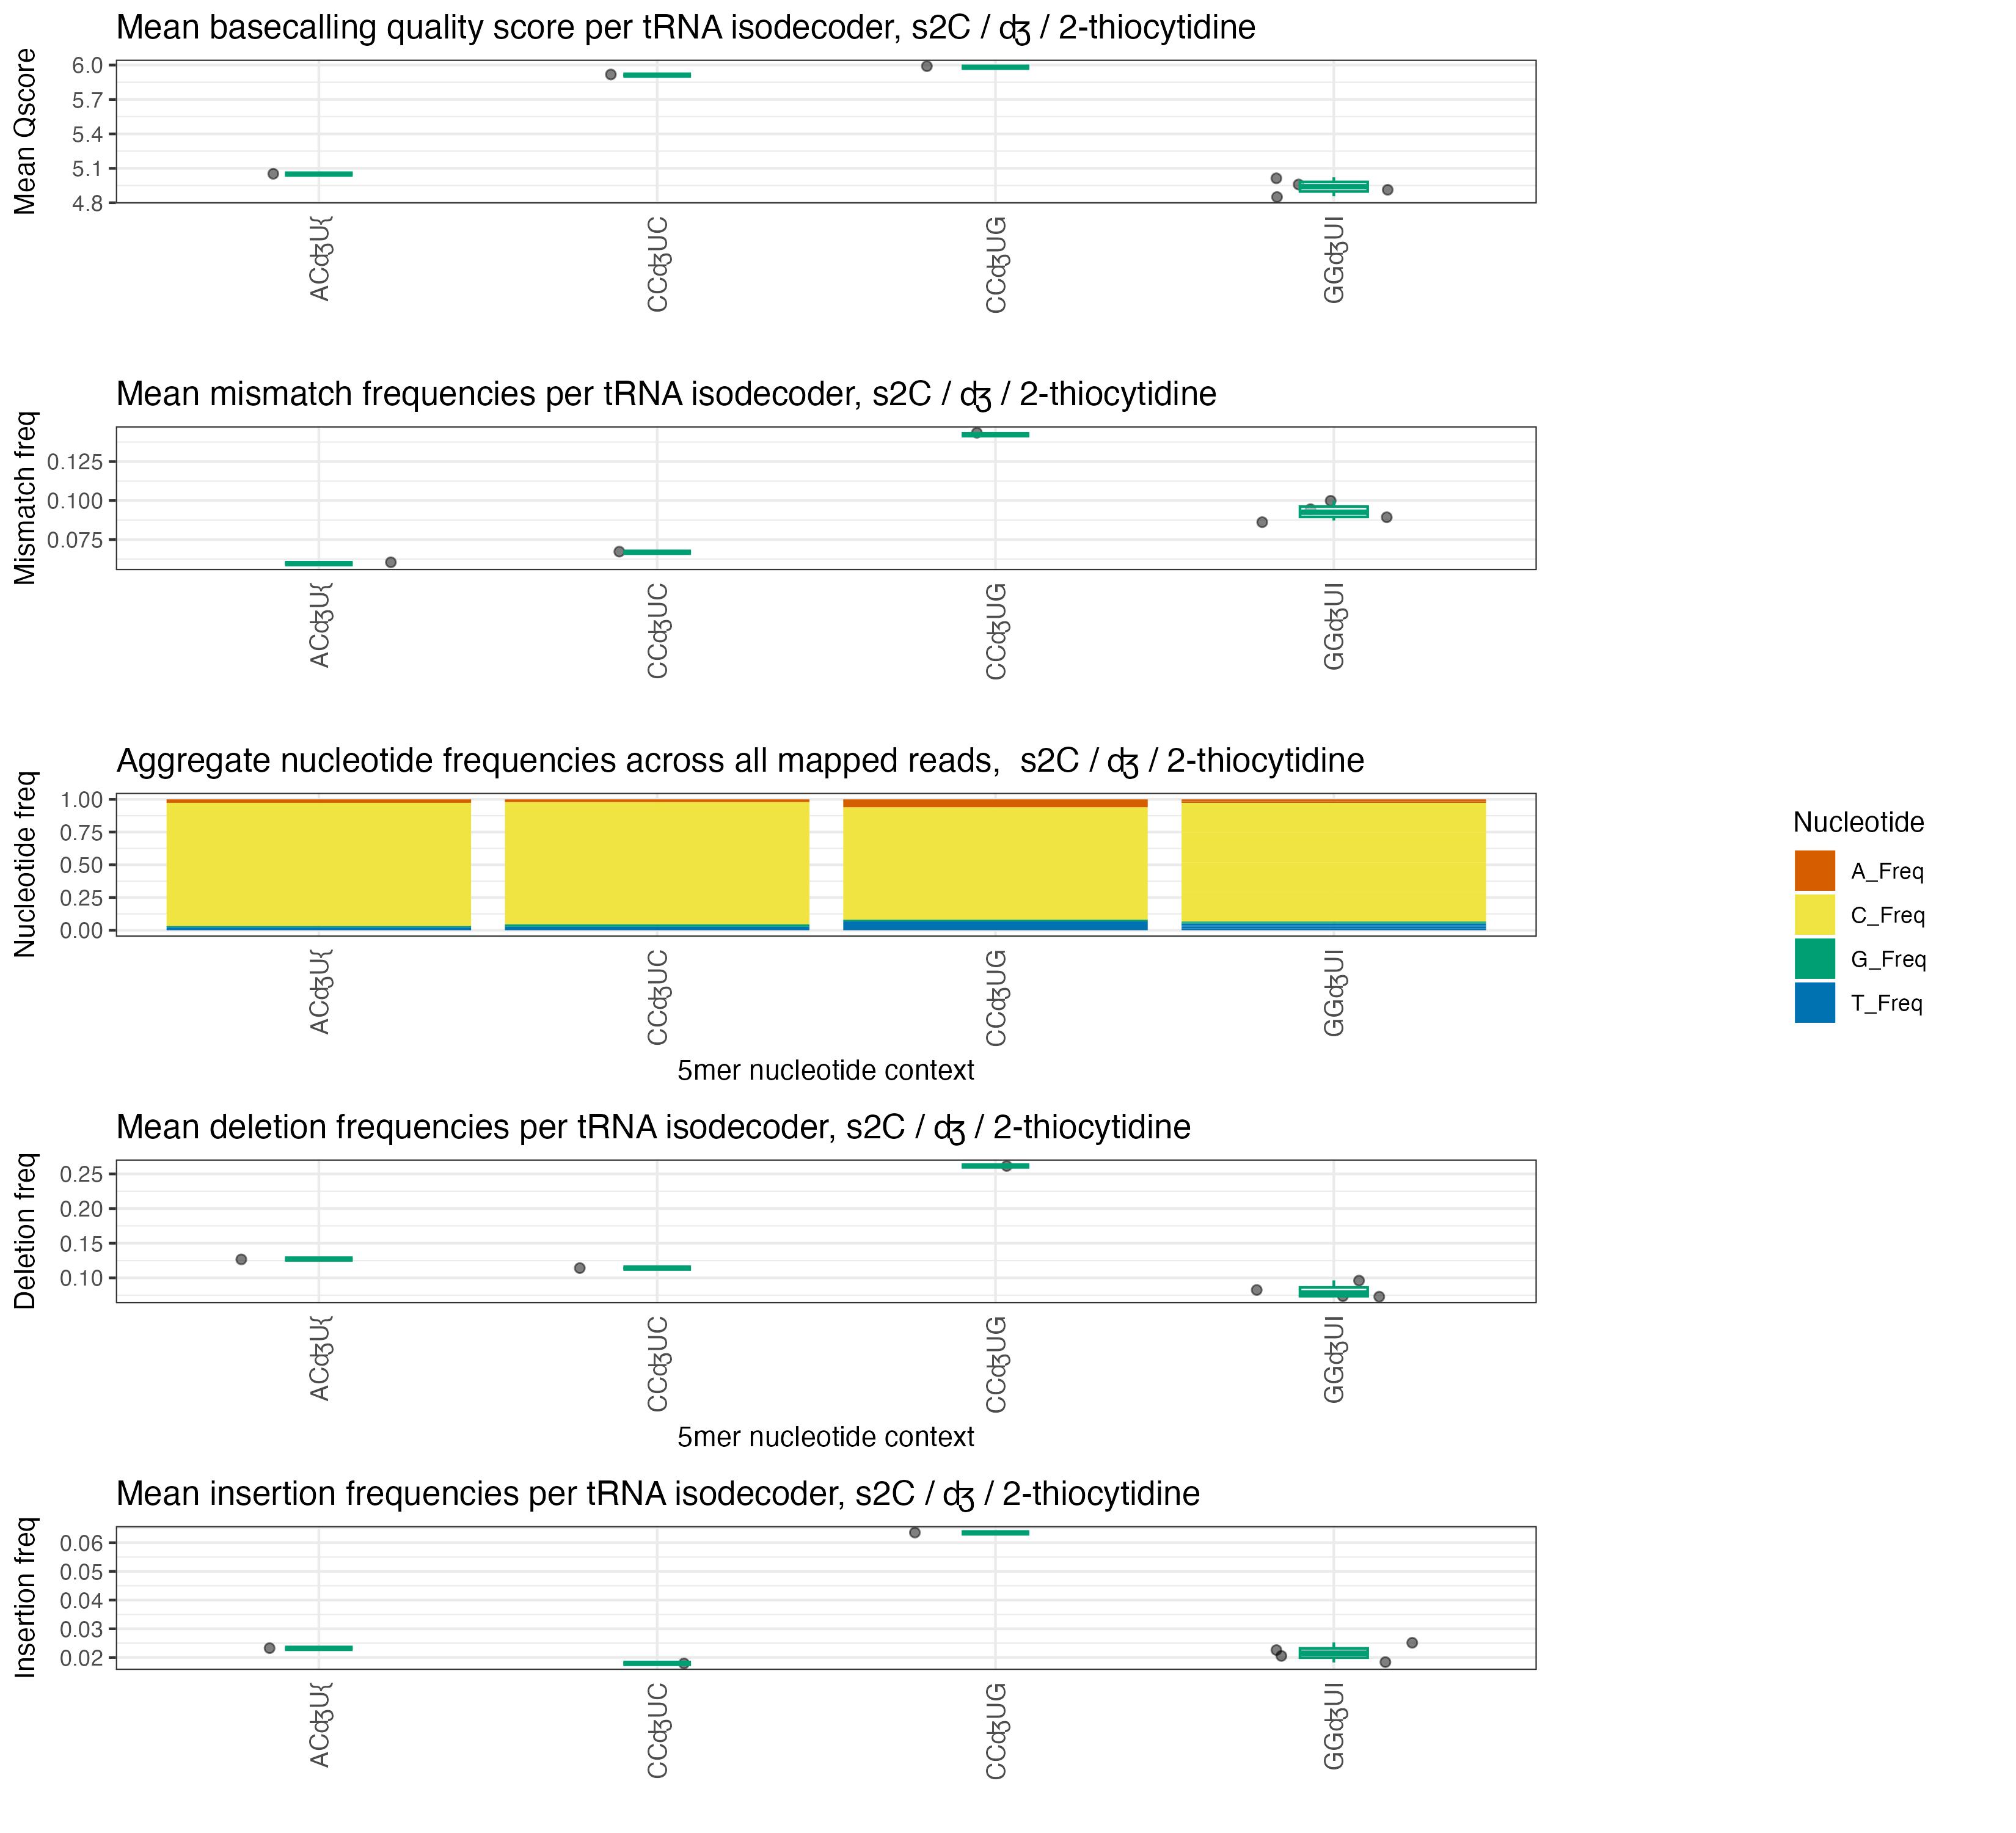 Mean basecalling quality score per tRNA isodecoder, s2C / ʤ / 2-thiocytidine
Mean Qscore
6.0
5.7
5.4
5.1
4.8
ACʤU{
CCʤUC
CCʤUG
GGʤUI
Mean mismatch frequencies per tRNA isodecoder, s2C / ʤ / 2-thiocytidine
Mismatch freq
0.125
0.100
0.075
ACʤU{
CCʤUC
CCʤUG
GGʤUI
Aggregate nucleotide frequencies across all mapped reads,  s2C / ʤ / 2-thiocytidine
Nucleotide freq
1.00
0.75
0.50
0.25
0.00
ACʤU{
CCʤUC
CCʤUG
GGʤUI
5mer nucleotide context
Nucleotide
A_Freq
C_Freq
G_Freq
T_Freq
Mean deletion frequencies per tRNA isodecoder, s2C / ʤ / 2-thiocytidine
Deletion freq
0.25
0.20
0.15
0.10
ACʤU{
CCʤUC
CCʤUG
GGʤUI
5mer nucleotide context
Mean insertion frequencies per tRNA isodecoder, s2C / ʤ / 2-thiocytidine
Insertion freq
0.06
0.05
0.04
0.03
0.02
ACʤU{
CCʤUC
CCʤUG
GGʤUI